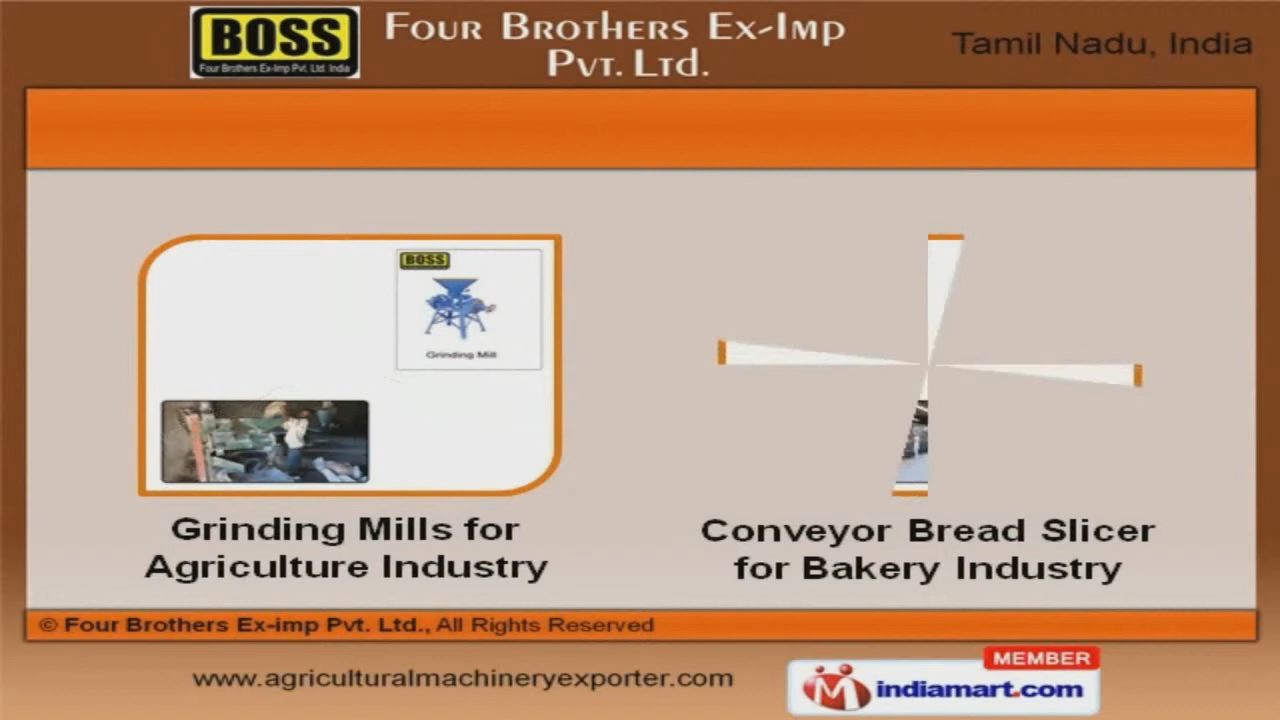 BOSS
Four Brothers Ex-Imp Pvt. Ltd. India
Four Brothers Ex-Imp
Pvt. Ltd.
Tamil Nadu, India
BOSS
Grinding Mill
Grinding Mills for
Agriculture Industry
Conveyor Bread Slicer
for Bakery Industry
© Four Brothers Ex-imp Pvt. Ltd., All Rights Reserved
www.agriculturalmachineryexporter.com
MEMBER
indiamart.com